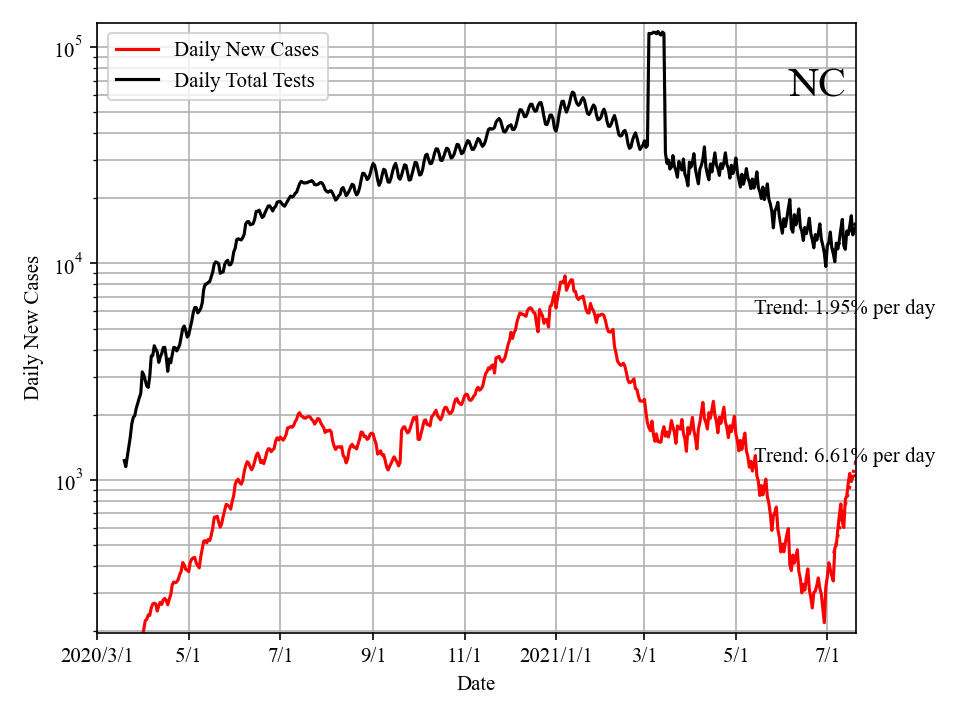 Daily New Cases
Daily Total Tests
NC
10^5
10^4
10^3
Daily New Cases
Trend: 1.95% per day
Trend: 6.61% per day
2020/3/1 5/1 7/1 9/1 11/1 2021/1/1 3/1 5/1 7/1
Date